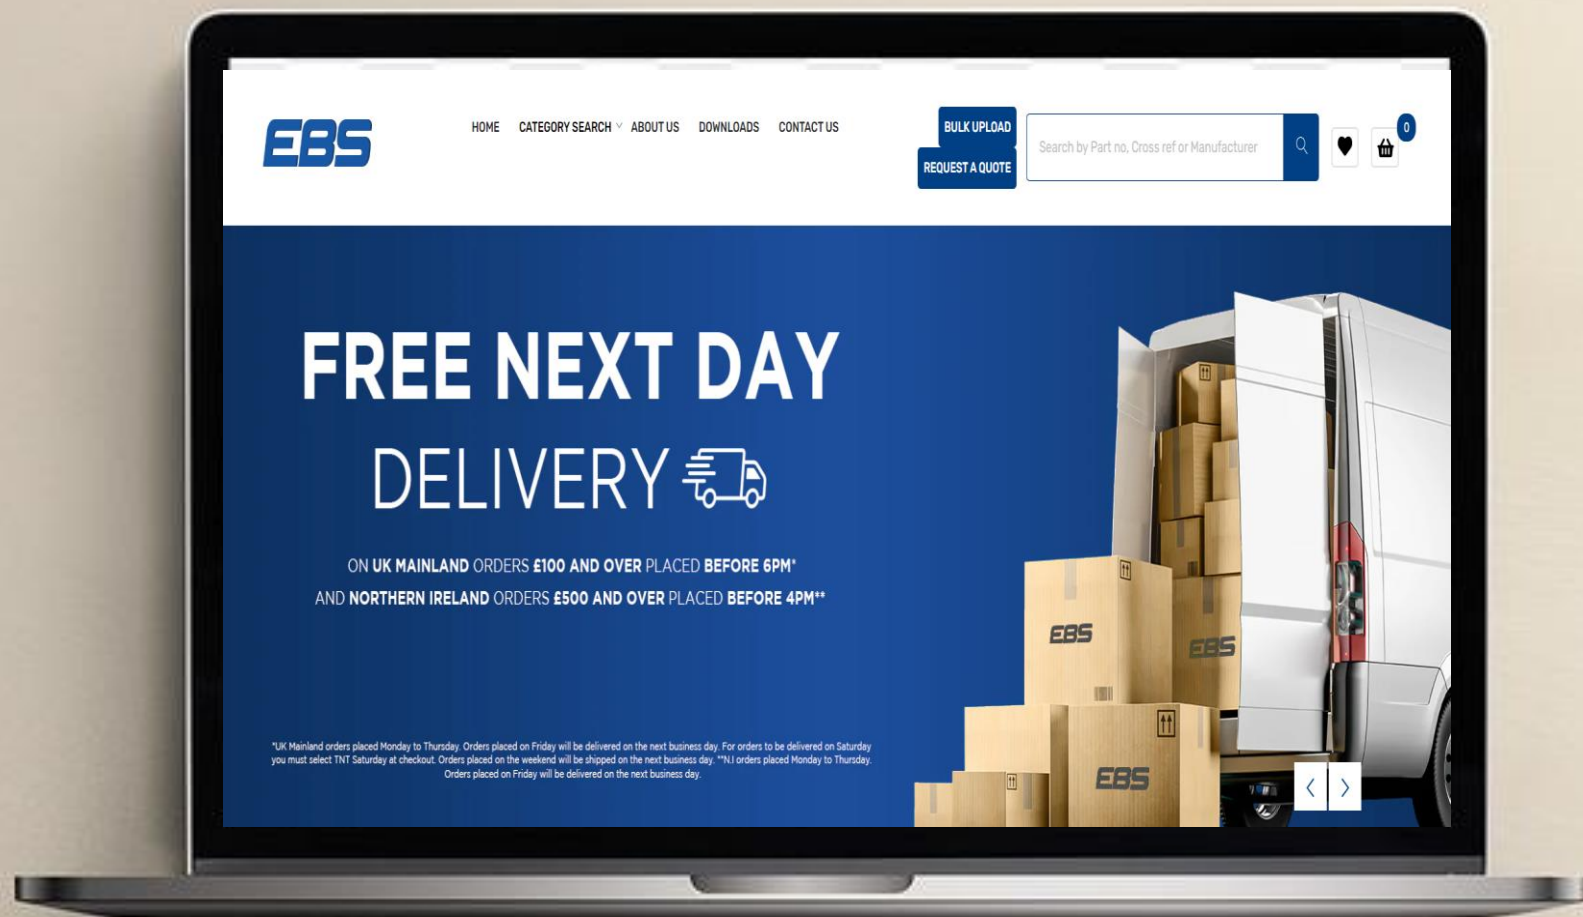 EBS
HOME CATEGORY SEARCH ABOUT US DOWNLOADS CONTACT US
BULK UPLOAD
REQUEST A QUOTE
Search by Part no, Cross ref or Manufacturer
0
FREE NEXT DAY
DELIVERY
ON UK MAINLAND ORDERS £100 AND OVER PLACED BEFORE 6PM*
AND NORTHERN IRELAND ORDERS £500 AND OVER PLACED BEFORE 4PM**
*UK Mainland orders placed Monday to Thursday. Orders placed on Friday will be delivered on the next business day. For orders to be delivered on Saturday
you must select TNT Saturday at checkout. Orders placed on the weekend will be shipped on the next business day. **N.I orders placed Monday to Thursday.
Orders placed on Friday will be delivered on the next business day.
EBS
EBS
EBS